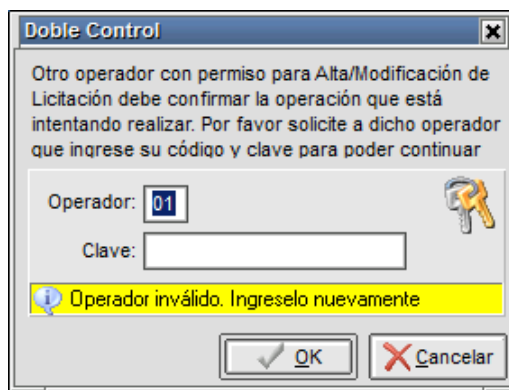 Doble Control
Otro operador con permiso para Alta/Modificación de
Licitación debe confirmar la operación que está
intentando realizar. Por favor solicite a dicho operador
que ingrese su código y clave para poder continuar
Operador: 01
Clave:
Operador inválido. Ingreselo nuevamente
OK Cancelar